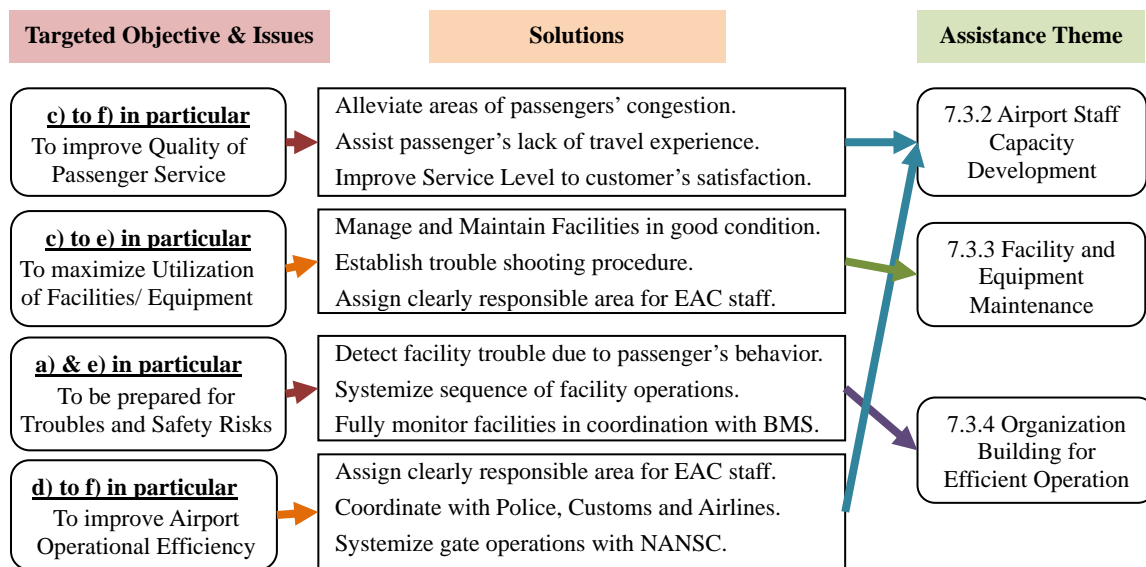 Targeted Objective & Issues
Solutions
Assistance Theme
c) to f) in particular
To improve Quality of
Passenger Service
Alleviate areas of passengers' congestion.
Assist passenger's lack of travel experience.
Improve Service Level to customer's satisfaction.
7.3.2 Airport Staff
Capacity
Development
c) to e) in particular
To maximize Utilization
of Facilities/ Equipment
Manage and Maintain Facilities in good condition.
Establish trouble shooting procedure.
Assign clearly responsible area for EAC staff.
7.3.3 Facility and
Equipment
Maintenance
a) & e) in particular
To be prepared for
Troubles and Safety Risks
Detect facility trouble due to passenger's behavior.
Systemize sequence of facility operations.
Fully monitor facilities in coordination with BMS.
7.3.4 Organization
Building for
Efficient Operation
d) to f) in particular
To improve Airport
Operational Efficiency
Assign clearly responsible area for EAC staff.
Coordinate with Police, Customs and Airlines.
Systemize gate operations with NANSC.